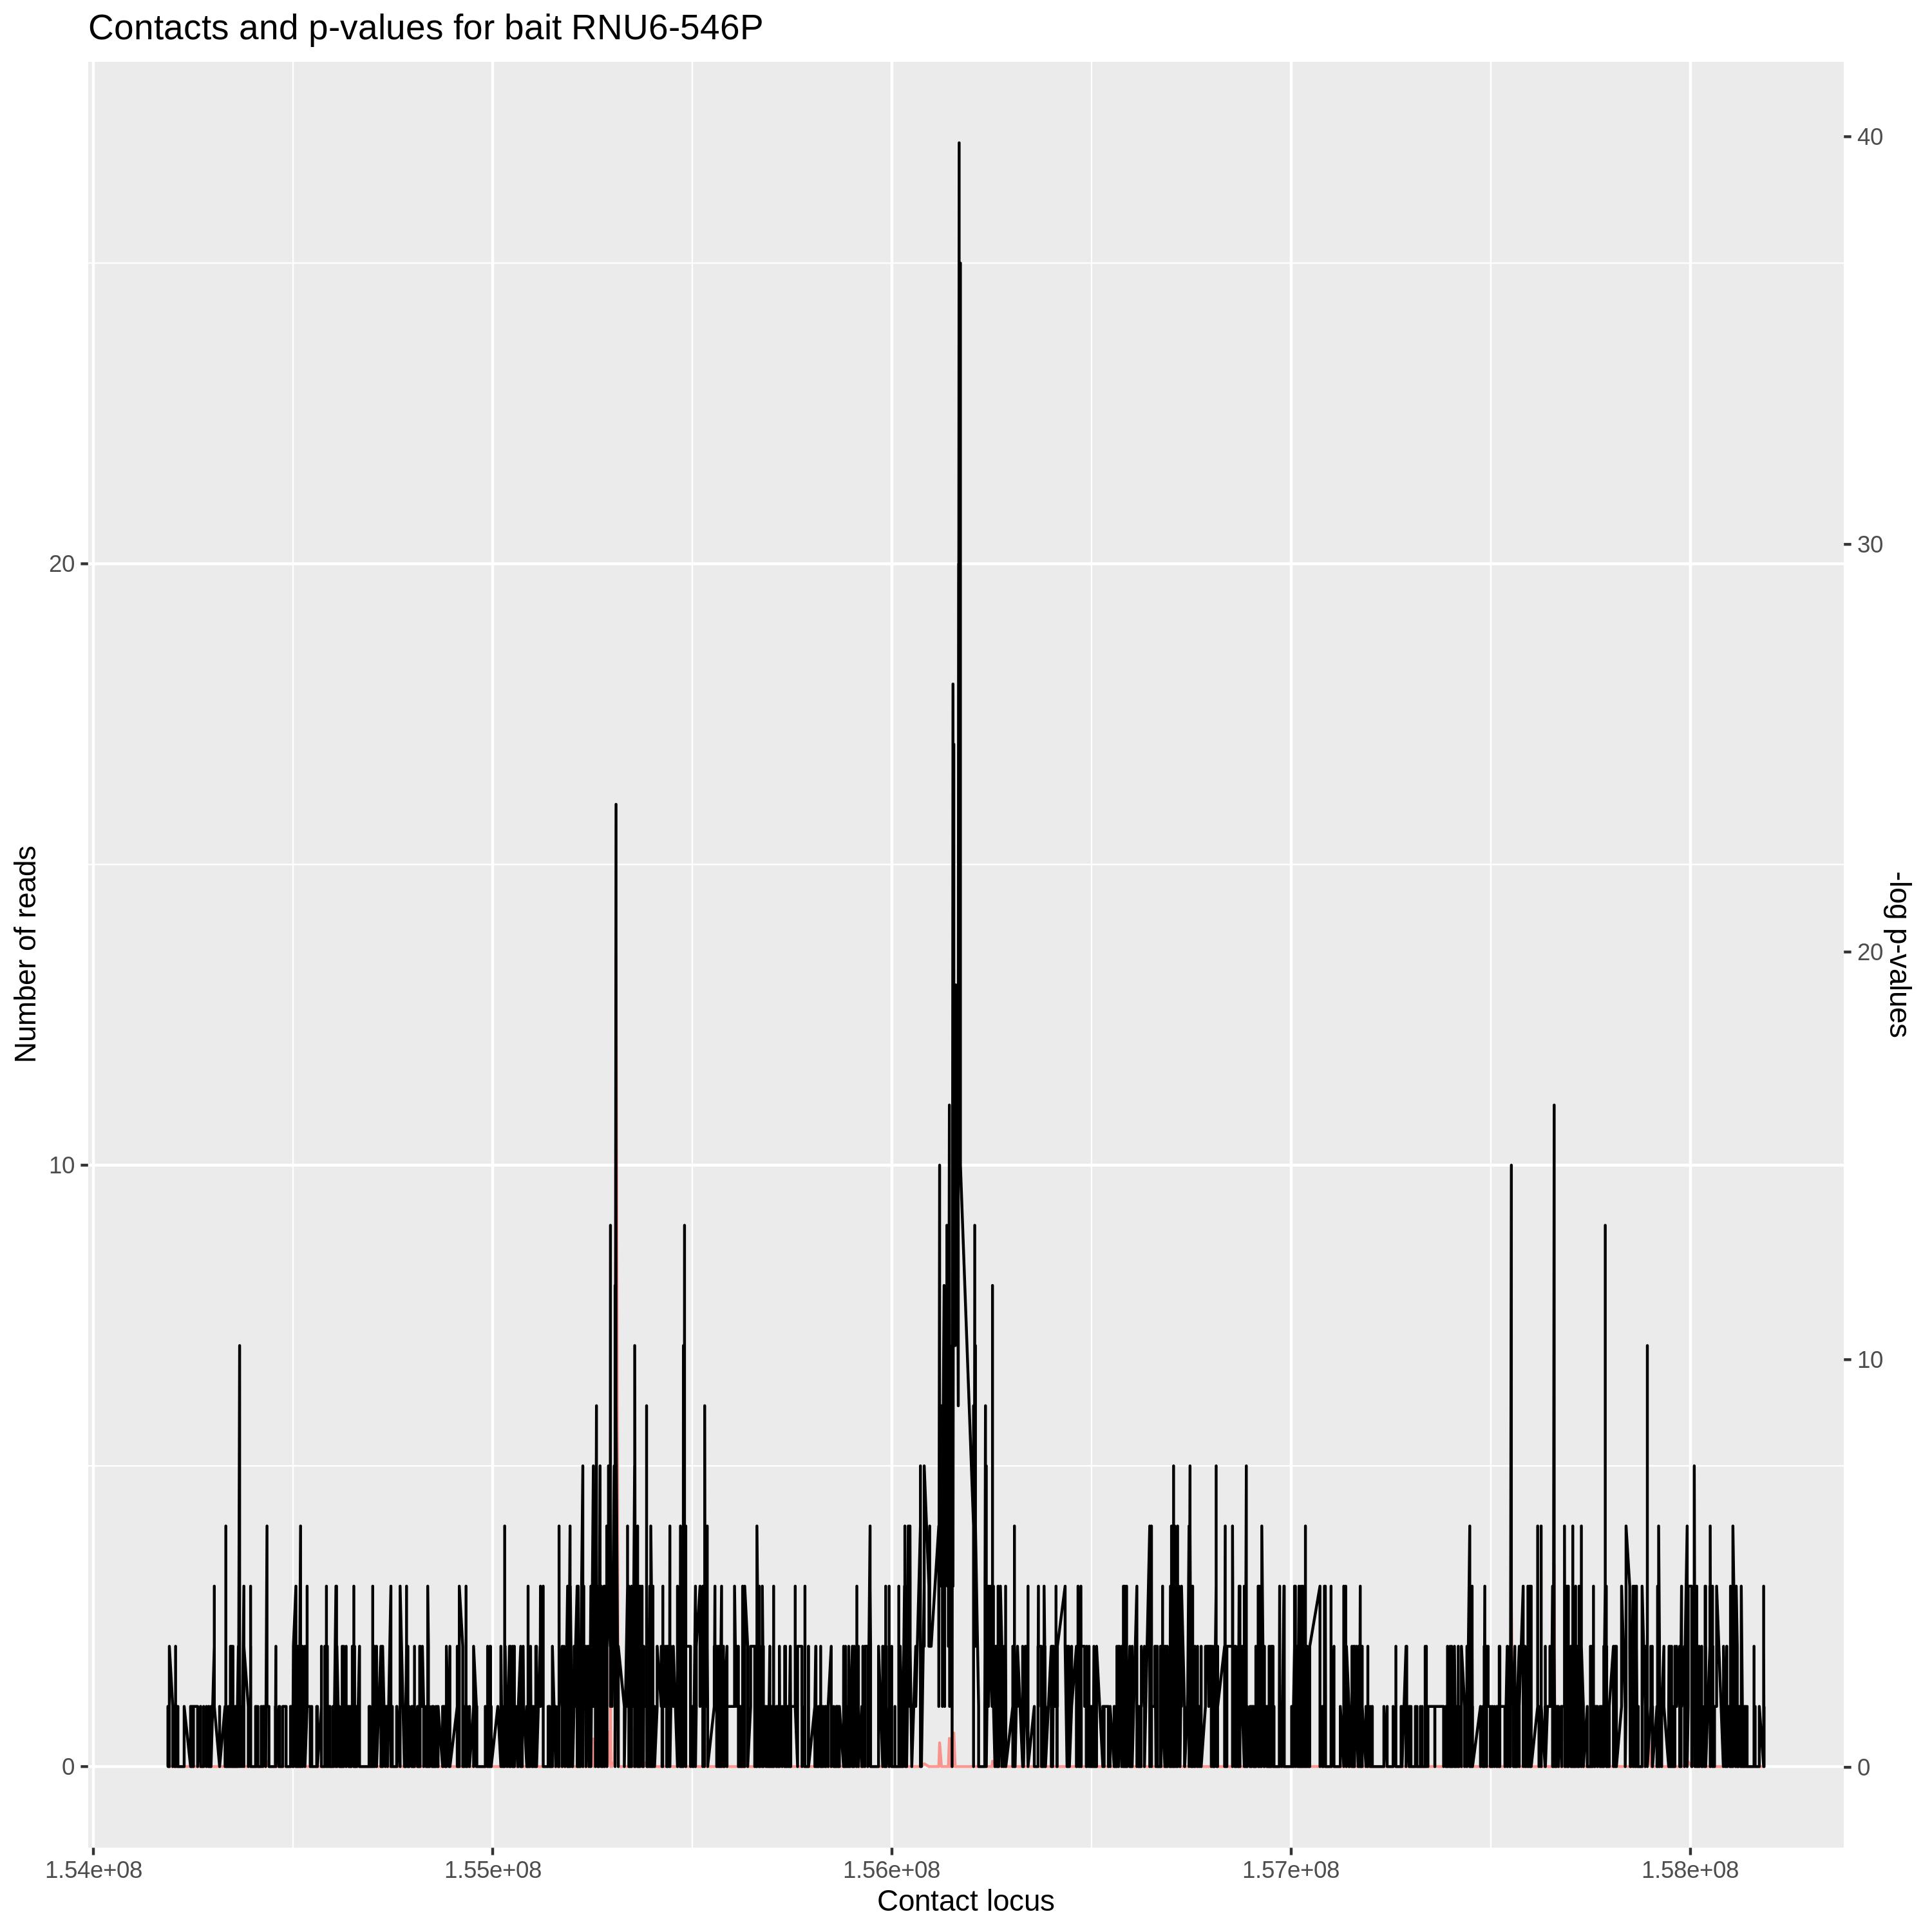 Contacts and p-values for bait RNU6-546P
Number of reads
20
10
0
40
30
20
10
0
-log p-values
1.54e+08 1.55e+08 1.56e+08 1.57e+08 1.58e+08
Contact locus